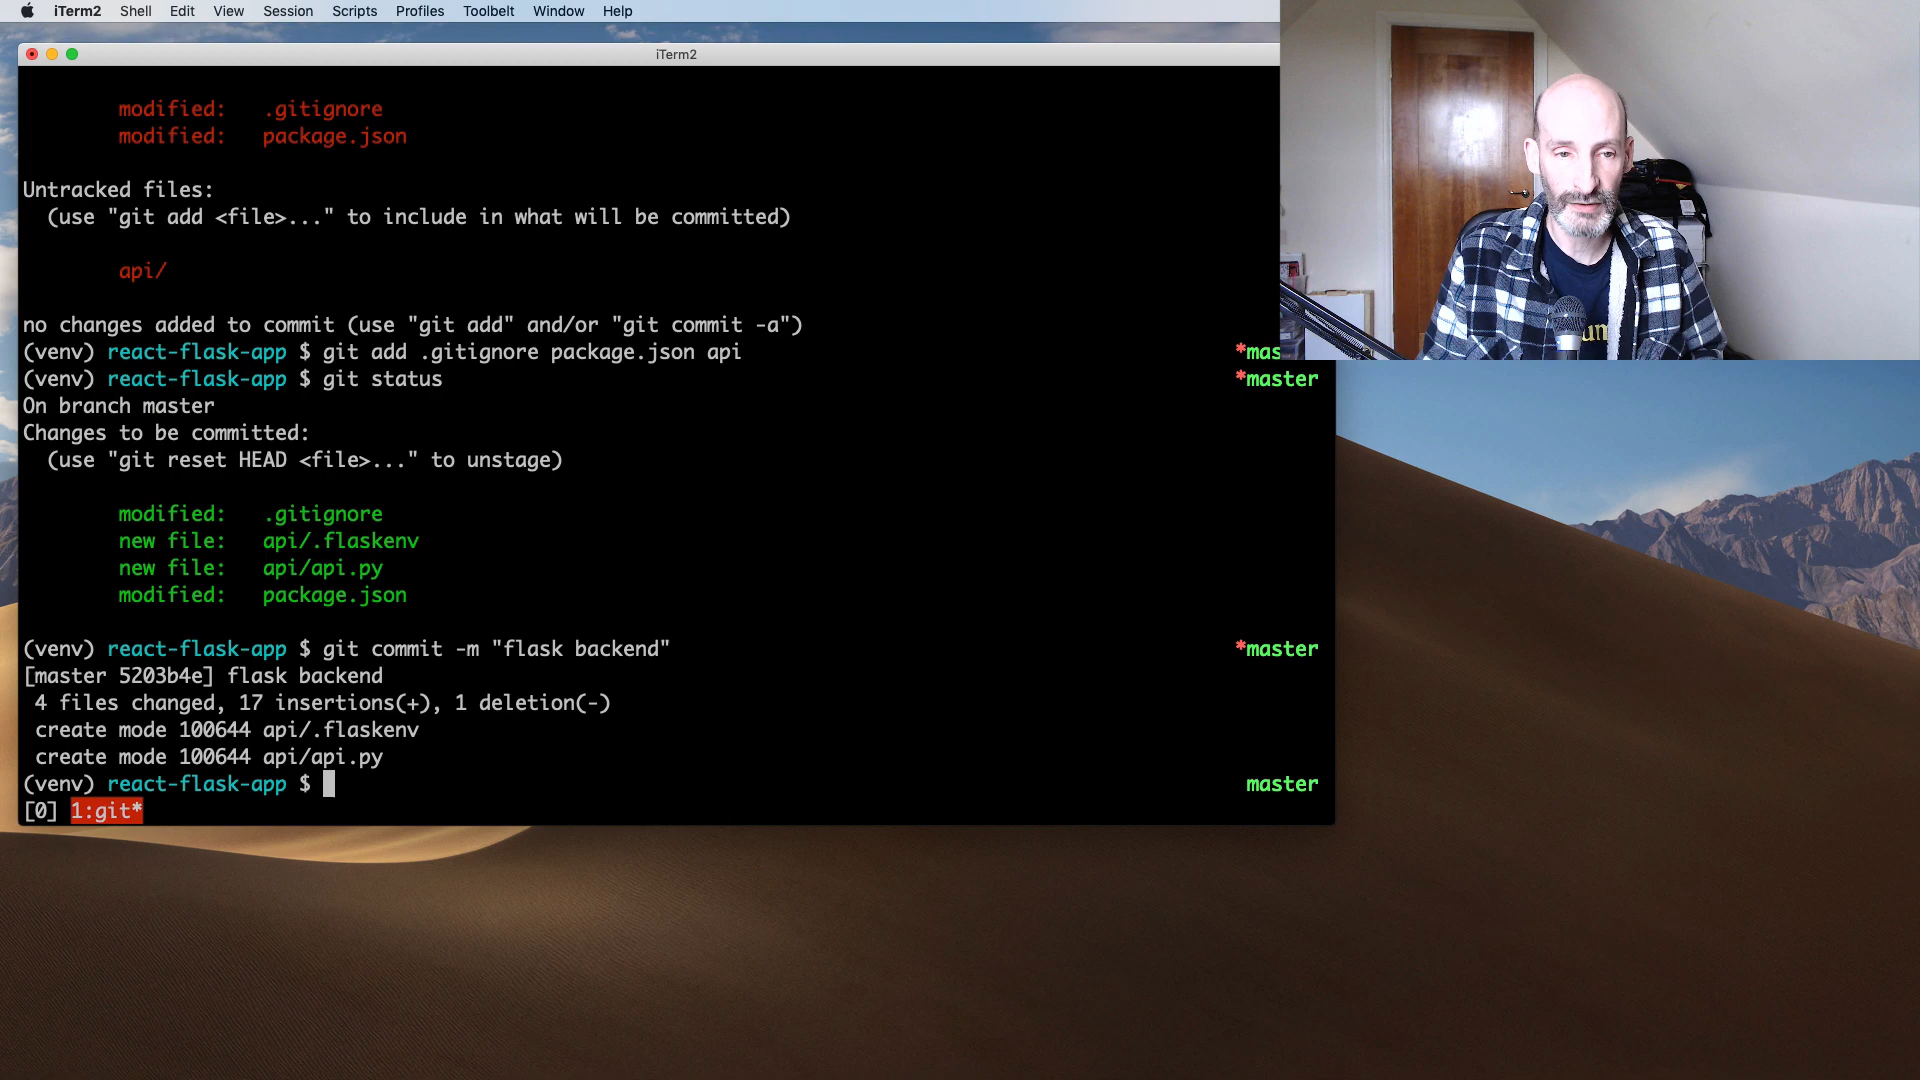 iTerm2 Shell Edit View Session Scripts Profiles Toolbelt Window Help
iTerm2
modified: .gitignore
modified: package.json
Untracked files:
(use "git add <file>..." to include in what will be committed)
api/
no changes added to commit (use "git add" and/or "git commit -a")
(venv) react-flask-app $ git add .gitignore package.json api *mas
(venv) react-flask-app $ git status *master
On branch master
Changes to be committed:
(use "git reset HEAD <file>..." to unstage)
modified: .gitignore
new file: api/.flaskenv
new file: api/api.py
modified: package.json
(venv) react-flask-app $ git commit -m "flask backend" *master
[master 5203b4e] flask backend
4 files changed, 17 insertions(+), 1 deletion(-)
create mode 100644 api/.flaskenv
create mode 100644 api/api.py
(venv) react-flask-app $ master
[0] 1:git*